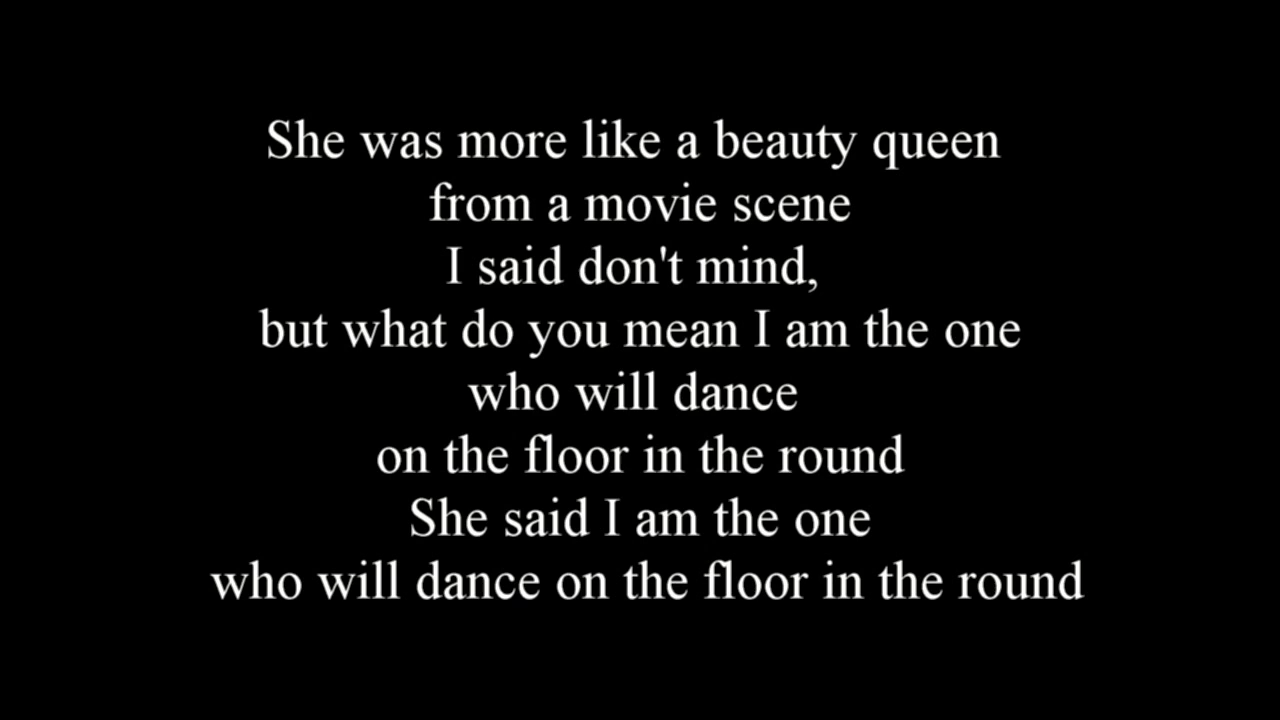 She was more like a beauty queen
from a movie scene
I said don't mind,
but what do you mean I am the one
who will dance
on the floor in the round
She said I am the one
who will dance on the floor in the round